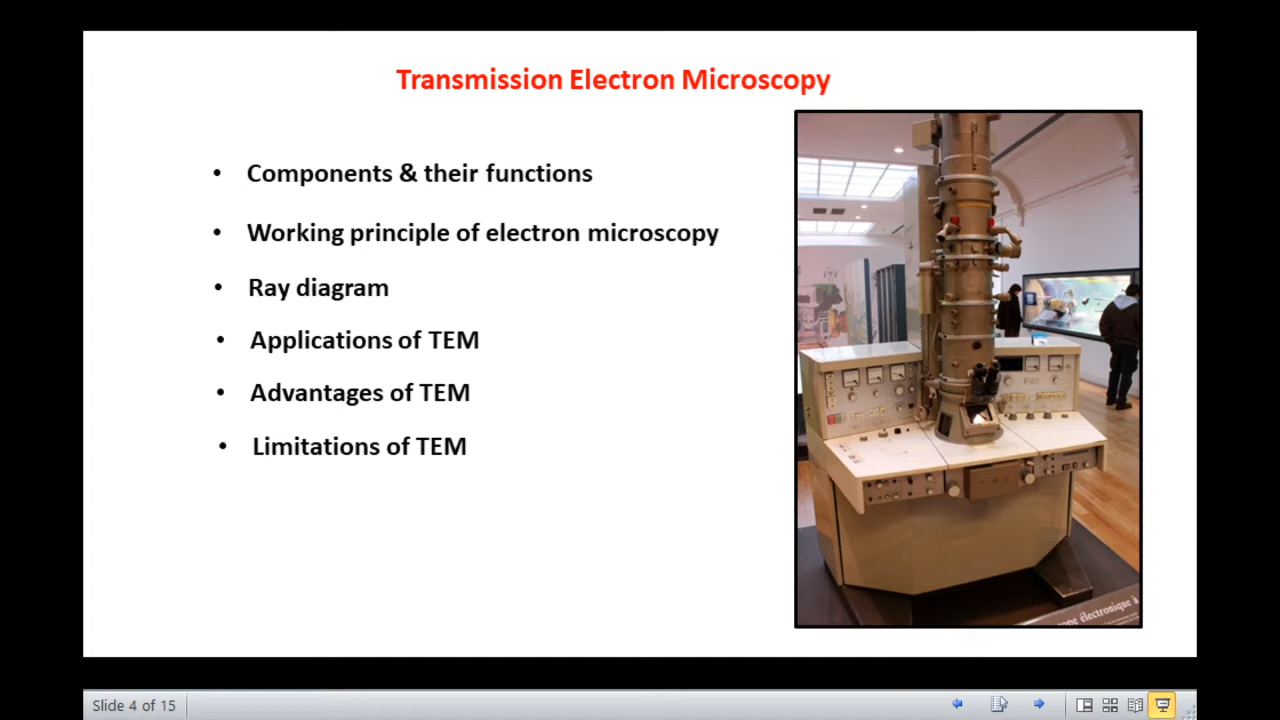 Transmission Electron Microscopy
• Components & their functions
• Working principle of electron microscopy
• Ray diagram
• Applications of TEM
• Advantages of TEM
• Limitations of TEM
électronique à
Slide 4 of 15